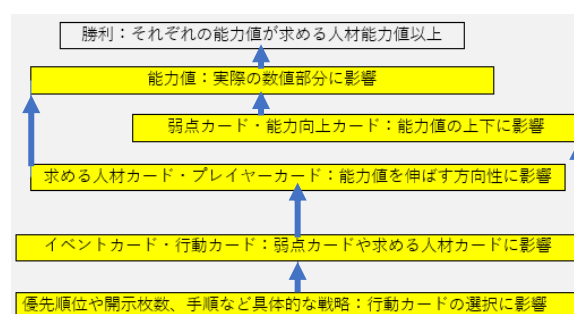 勝利：それぞれの能力値が求める人材能力値以上
能力値：実際の数値部分に影響
弱点カード・能力向上カード：能力値の上下に影響
求める人材カード・プレイヤーカード：能力値を伸ばす方向性に影響
イベントカード・行動カード：弱点カードや求める人材カードに影響
優先順位や開示枚数、手順など具体的な戦略：行動カードの選択に影響